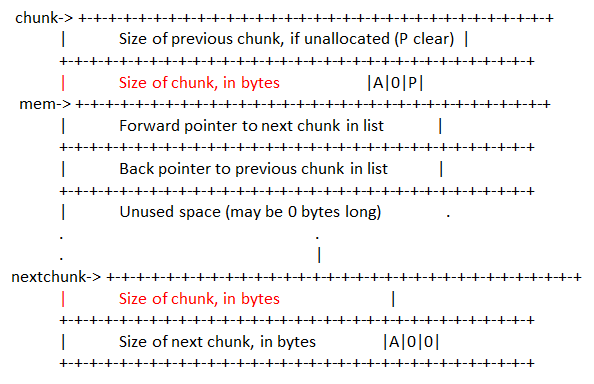 chunk-> +-+-+-+-+-+-+-+-+-+-+-+-+-+-+-+-+-+-+-+-+-+-+-+-+-+-+-+-+-+-+-+-+
| Size of previous chunk, if unallocated (P clear) |
+-+-+-+-+-+-+-+-+-+-+-+-+-+-+-+-+-+-+-+-+-+-+-+-+-+-+-+-+-+-+-+-+
| Size of chunk, in bytes |A|0|P|
mem-> +-+-+-+-+-+-+-+-+-+-+-+-+-+-+-+-+-+-+-+-+-+-+-+-+-+-+-+-+-+-+-+-+
| Forward pointer to next chunk in list |
+-+-+-+-+-+-+-+-+-+-+-+-+-+-+-+-+-+-+-+-+-+-+-+-+-+-+-+-+-+-+-+-+
| Back pointer to previous chunk in list |
+-+-+-+-+-+-+-+-+-+-+-+-+-+-+-+-+-+-+-+-+-+-+-+-+-+-+-+-+-+-+-+-+
| Unused space (may be 0 bytes long) .
. .
. |
nextchunk-> +-+-+-+-+-+-+-+-+-+-+-+-+-+-+-+-+-+-+-+-+-+-+-+-+-+-+-+-+-+-+-+-+
| Size of chunk, in bytes |
+-+-+-+-+-+-+-+-+-+-+-+-+-+-+-+-+-+-+-+-+-+-+-+-+-+-+-+-+-+-+-+-+
| Size of next chunk, in bytes |A|0|0|
+-+-+-+-+-+-+-+-+-+-+-+-+-+-+-+-+-+-+-+-+-+-+-+-+-+-+-+-+-+-+-+-+